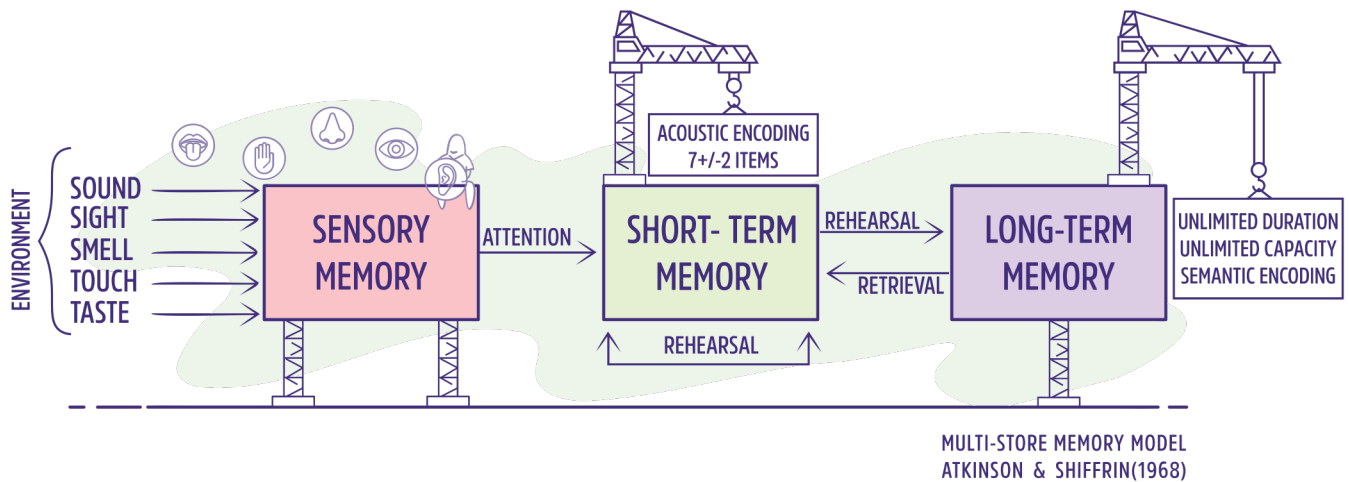 ENVIRONMENT
SOUND
SIGHT
SMELL
TOUCH
TASTE
SENSORY
MEMORY
ATTENTION
ACOUSTIC ENCODING
7+/-2 ITEMS
SHORT- TERM
MEMORY
REHEARSAL
REHEARSAL
RETRIEVAL
LONG-TERM
MEMORY
UNLIMITED DURATION
UNLIMITED CAPACITY
SEMANTIC ENCODING
MULTI-STORE MEMORY MODEL
ATKINSON & SHIFFRIN(1968)